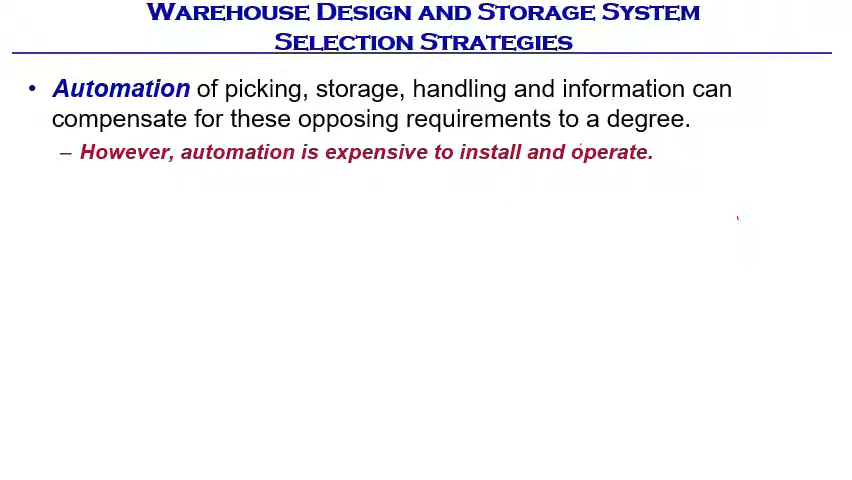 Warehouse Design and Storage System
Selection Strategies
• Automation of picking, storage, handling and information can
compensate for these opposing requirements to a degree.
– However, automation is expensive to install and operate.